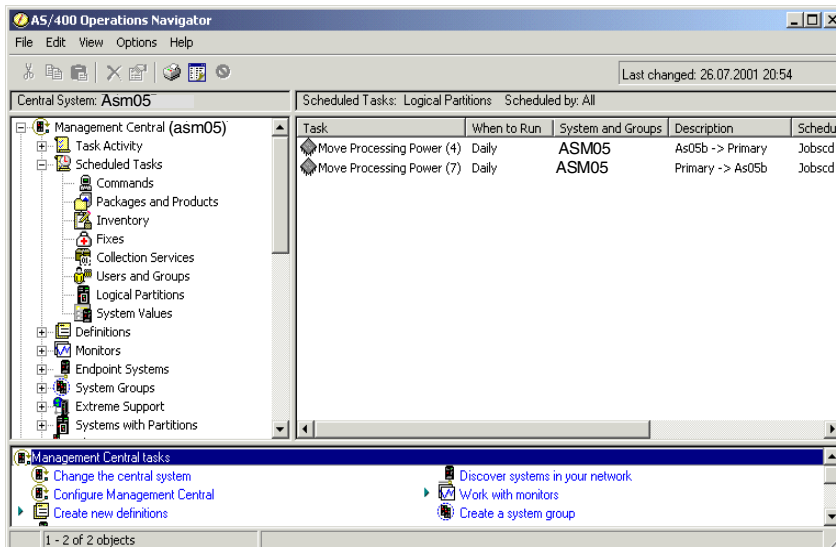 AS/400 Operations Navigator
File Edit View Options Help
Last changed: 26.07.2001 20:54
Central System: Asm05
Scheduled Tasks: Logical Partitions Scheduled by: All
Management Central (asm05)
Task Activity
Scheduled Tasks
Commands
Packages and Products
Inventory
Fixes
Collection Services
Users and Groups
Logical Partitions
System Values
Definitions
Monitors
Endpoint Systems
System Groups
Extreme Support
Systems with Partitions
Task When to Run System and Groups Description Schedu
Move Processing Power (4) Daily ASM05 As05b -> Primary Jobscd
Move Processing Power (7) Daily ASM05 Primary -> As05b Jobscd
Management Central tasks
Change the central system
Configure Management Central
Create new definitions
Discover systems in your network
Work with monitors
Create a system group
1 - 2 of 2 objects